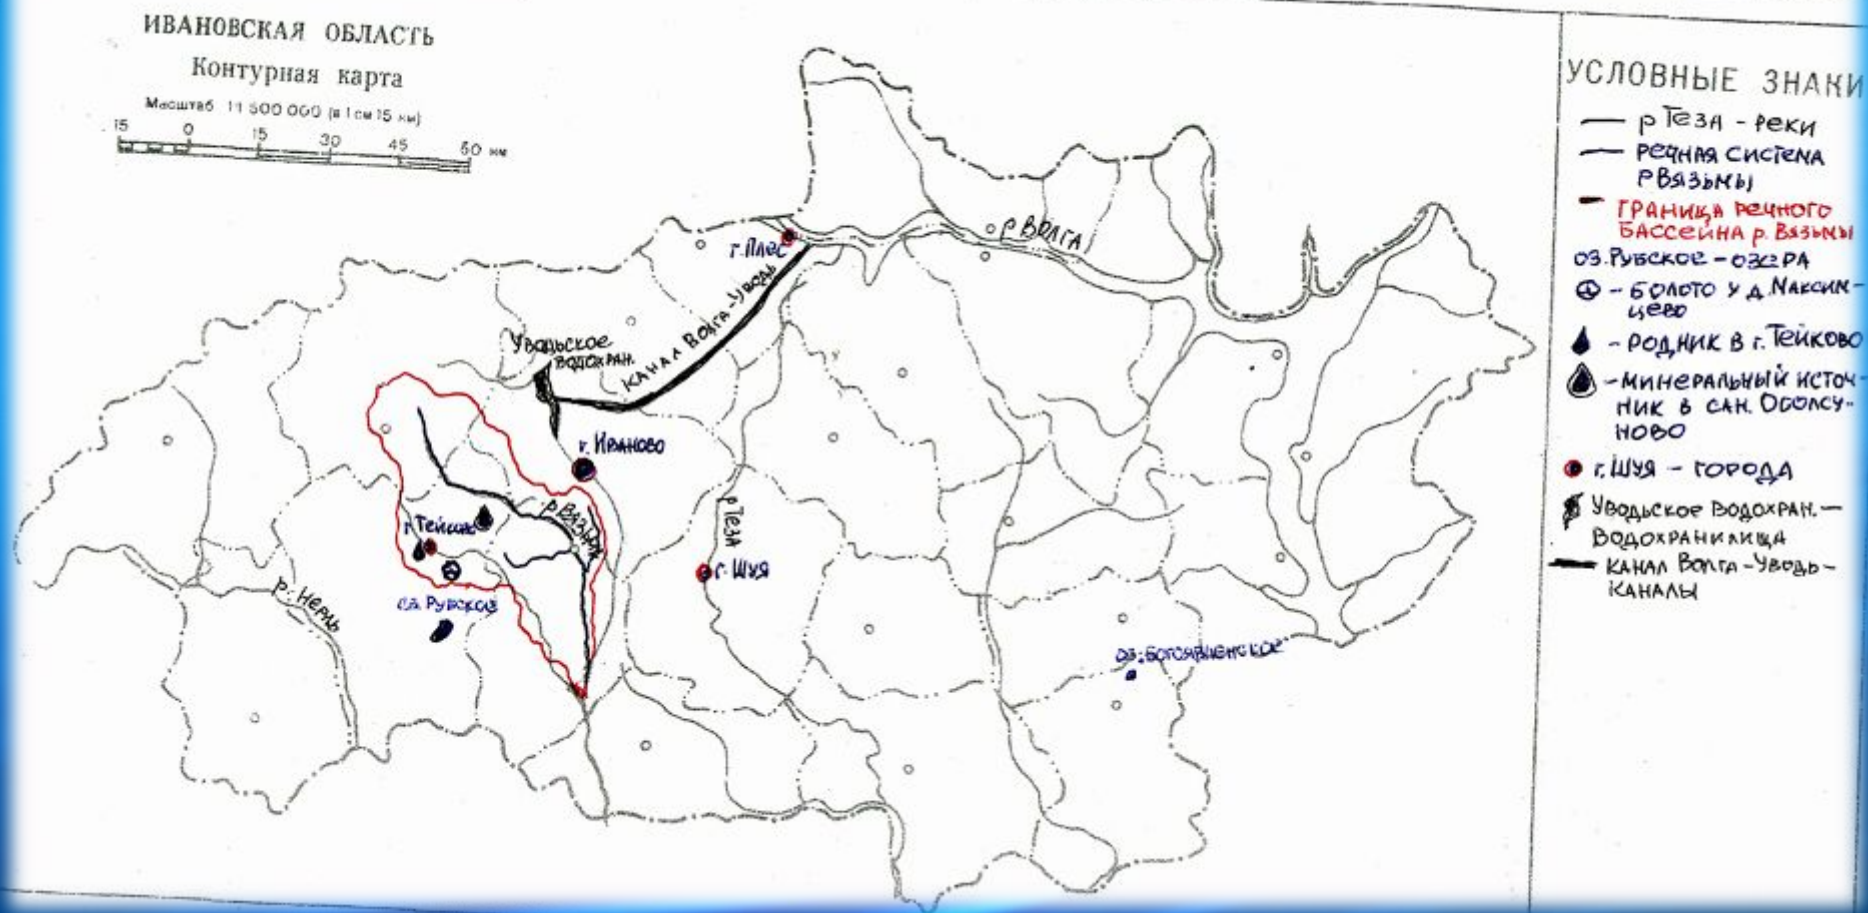 ИВАНОВСКАЯ ОБЛАСТЬ
Контурная карта
Масштаб 1:1 500 000 (в 1 см 15 км)
15 0 15 30 45 60 км
г. Плес
р ВОЛГА
Увольское
водохран.
КАНАЛ ВОЛГА-УВОДЬ
г. ИВАНОВО
р ВЯЗЬМА
р ТЕЗА
г. ШУЯ
р. НЕРЛЬ
оз. Рубское
оз. Богоявленское
УСЛОВНЫЕ ЗНАКИ
р ТЕЗА - РЕКИ
РЕЧНАЯ СИСТЕМА
Р ВЯЗЬМЫ
ГРАНИЦА РЕЧНОГО
БАССЕЙНА р. ВЯЗЬМЫ
ОЗ. РУБСКОЕ - ОЗЕРА
- БОЛОТО У Д. МАКСИМ-
ЦЕВО
- РОДНИК В г. ТЕЙКОВО
- МИНЕРАЛЬНЫЙ ИСТОЧ-
НИК В САН. ОБОЛСУ-
НОВО
г. ШУЯ - ГОРОДА
УВОДЬСКОЕ ВОДОХРАН. -
ВОДОХРАНИЛИЩА
КАНАЛ ВОЛГА-УВОДЬ -
КАНАЛЫ